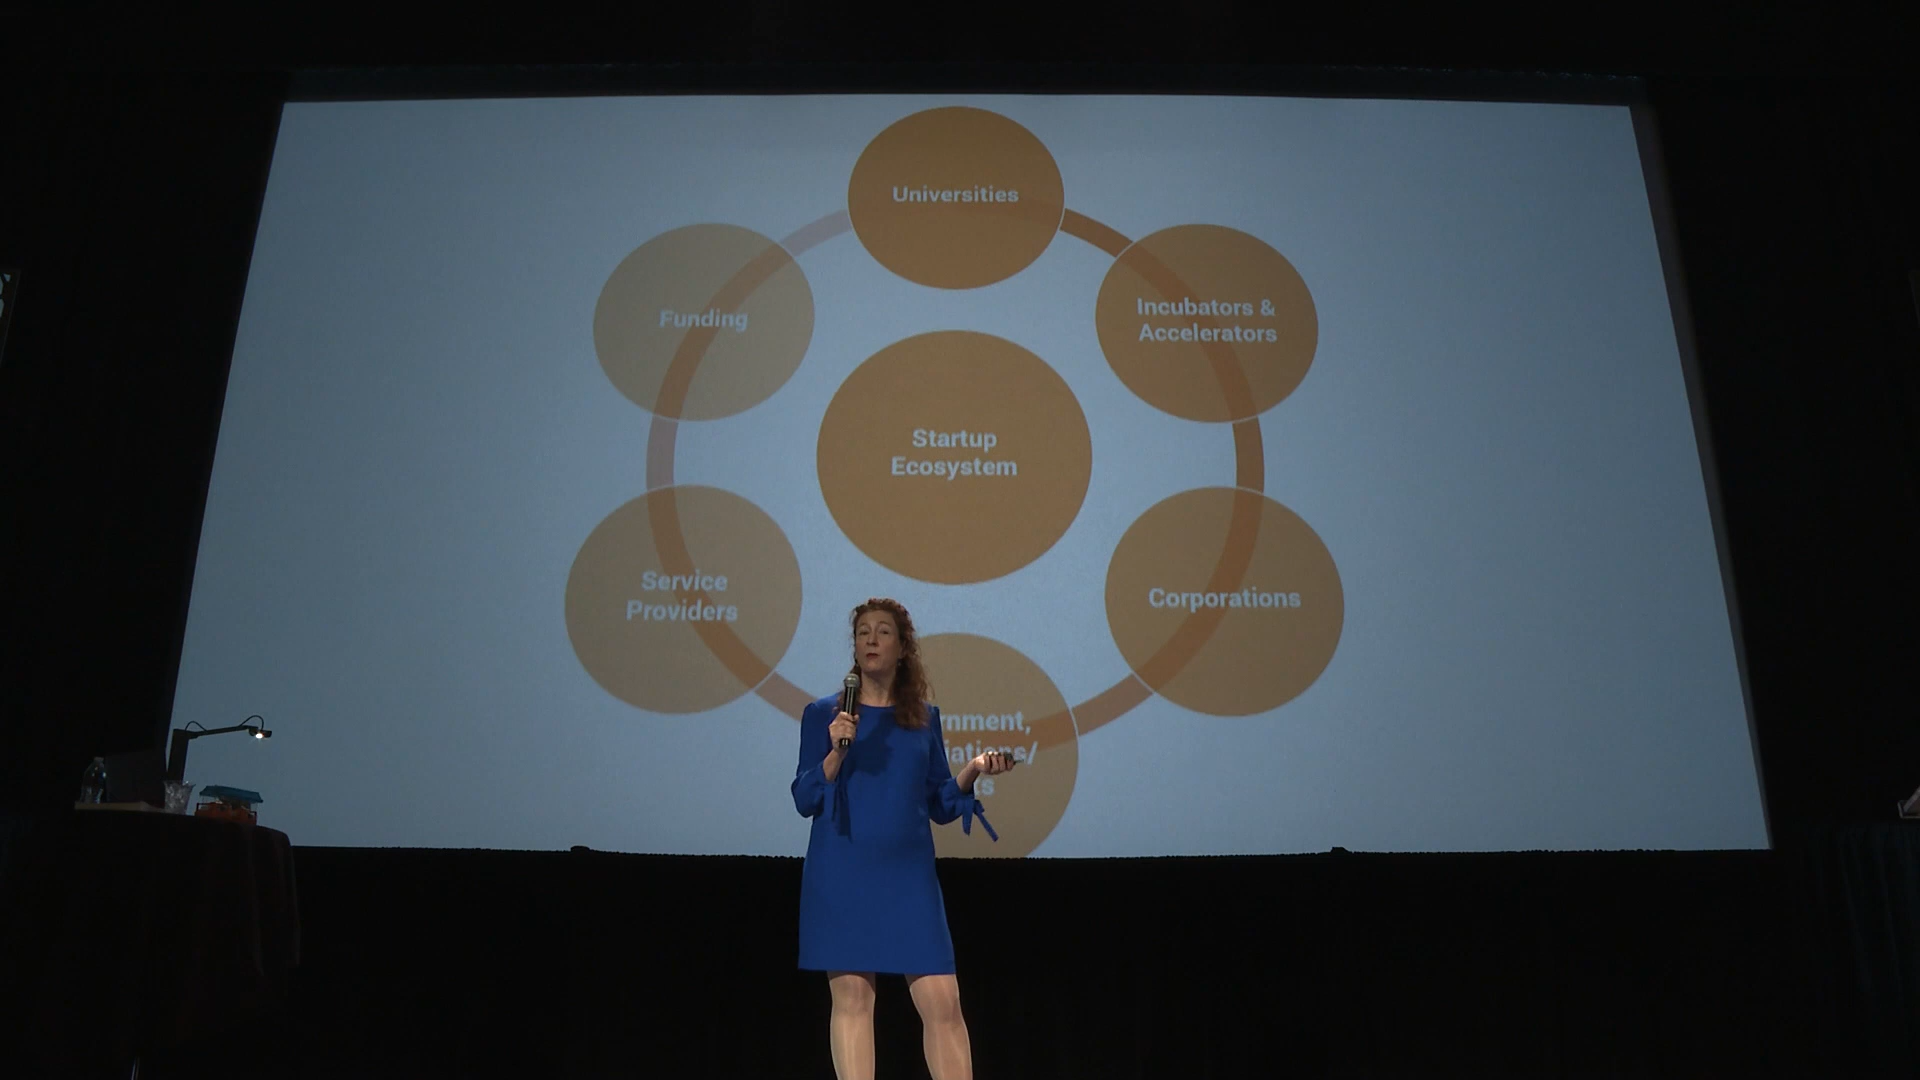 Universities
Funding
Incubators &
Accelerators
Startup
Ecosystem
Service
Providers
Corporations